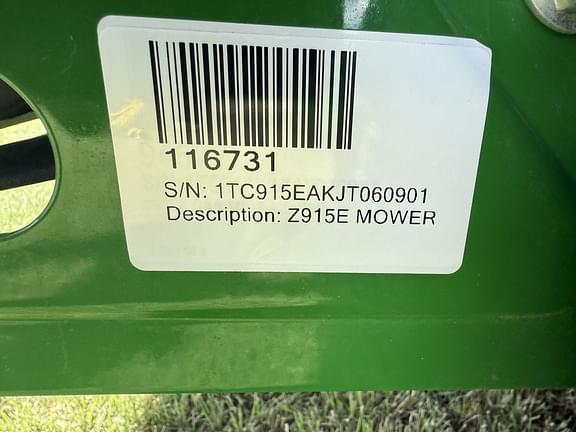 116731
S/N: 1TC915EAKJT060901
Description: Z915E MOWER